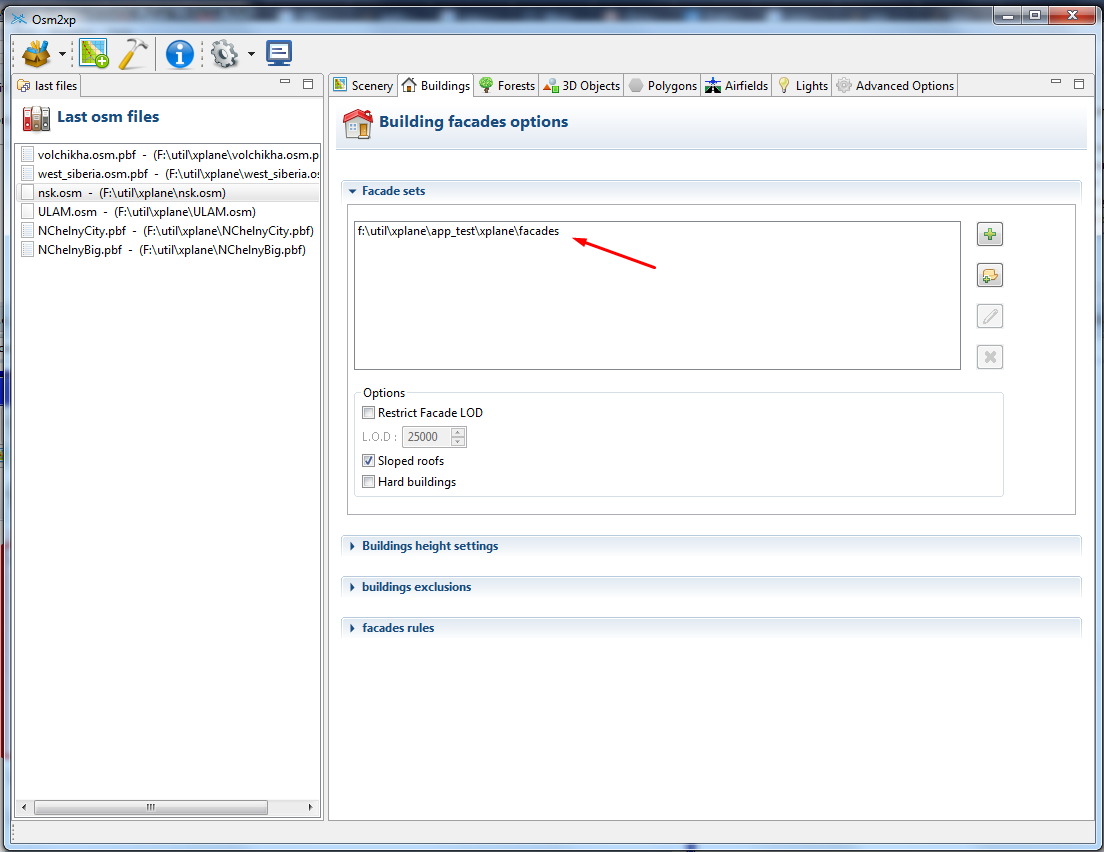 Osm2xp
last files
Last osm files
volchikha.osm.pbf - (F:\util\xplane\volchikha.osm.p
west_siberia.osm.pbf - (F:\util\xplane\west_siberia.os
nsk.osm - (F:\util\xplane\nsk.osm)
ULAM.osm - (F:\util\xplane\ULAM.osm)
NChelnyCity.pbf - (F:\util\xplane\NChelnyCity.pbf)
NChelnyBig.pbf - (F:\util\xplane\NChelnyBig.pbf)
Scenery Buildings Forests 3D Objects Polygons Airfields Lights Advanced Options
Building facades options
Facade sets
f:\util\xplane\app_test\xplane\facades
Options
Restrict Facade LOD
L.O.D : 25000
Sloped roofs
Hard buildings
Buildings height settings
buildings exclusions
facades rules